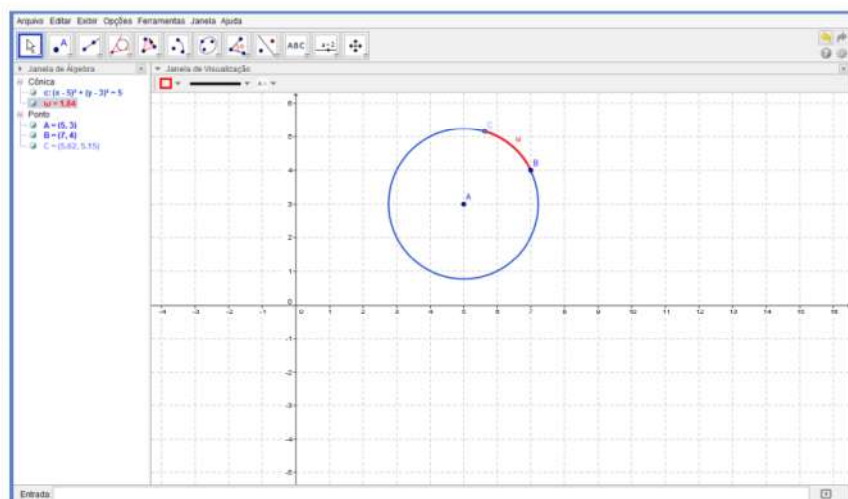 Arquivo Editar Exibir Opções Ferramentas Janela Ajuda
A
ABC
a=2
Janela de Álgebra
Janela de Visualização
Cônica
c: (x - 5)² + (y - 3)² = 5
ω = 1.84
Ponto
A = (5, 3)
B = (7, 4)
C = (5.62, 5.15)
6
5
4
3
2
1
0
-1
-2
-3
-4
-5
-4 -3 -2 -1 0 1 2 3 4 5 6 7 8 9 10 11 12 13 14 15 16
C
ω
B
A
Entrada: